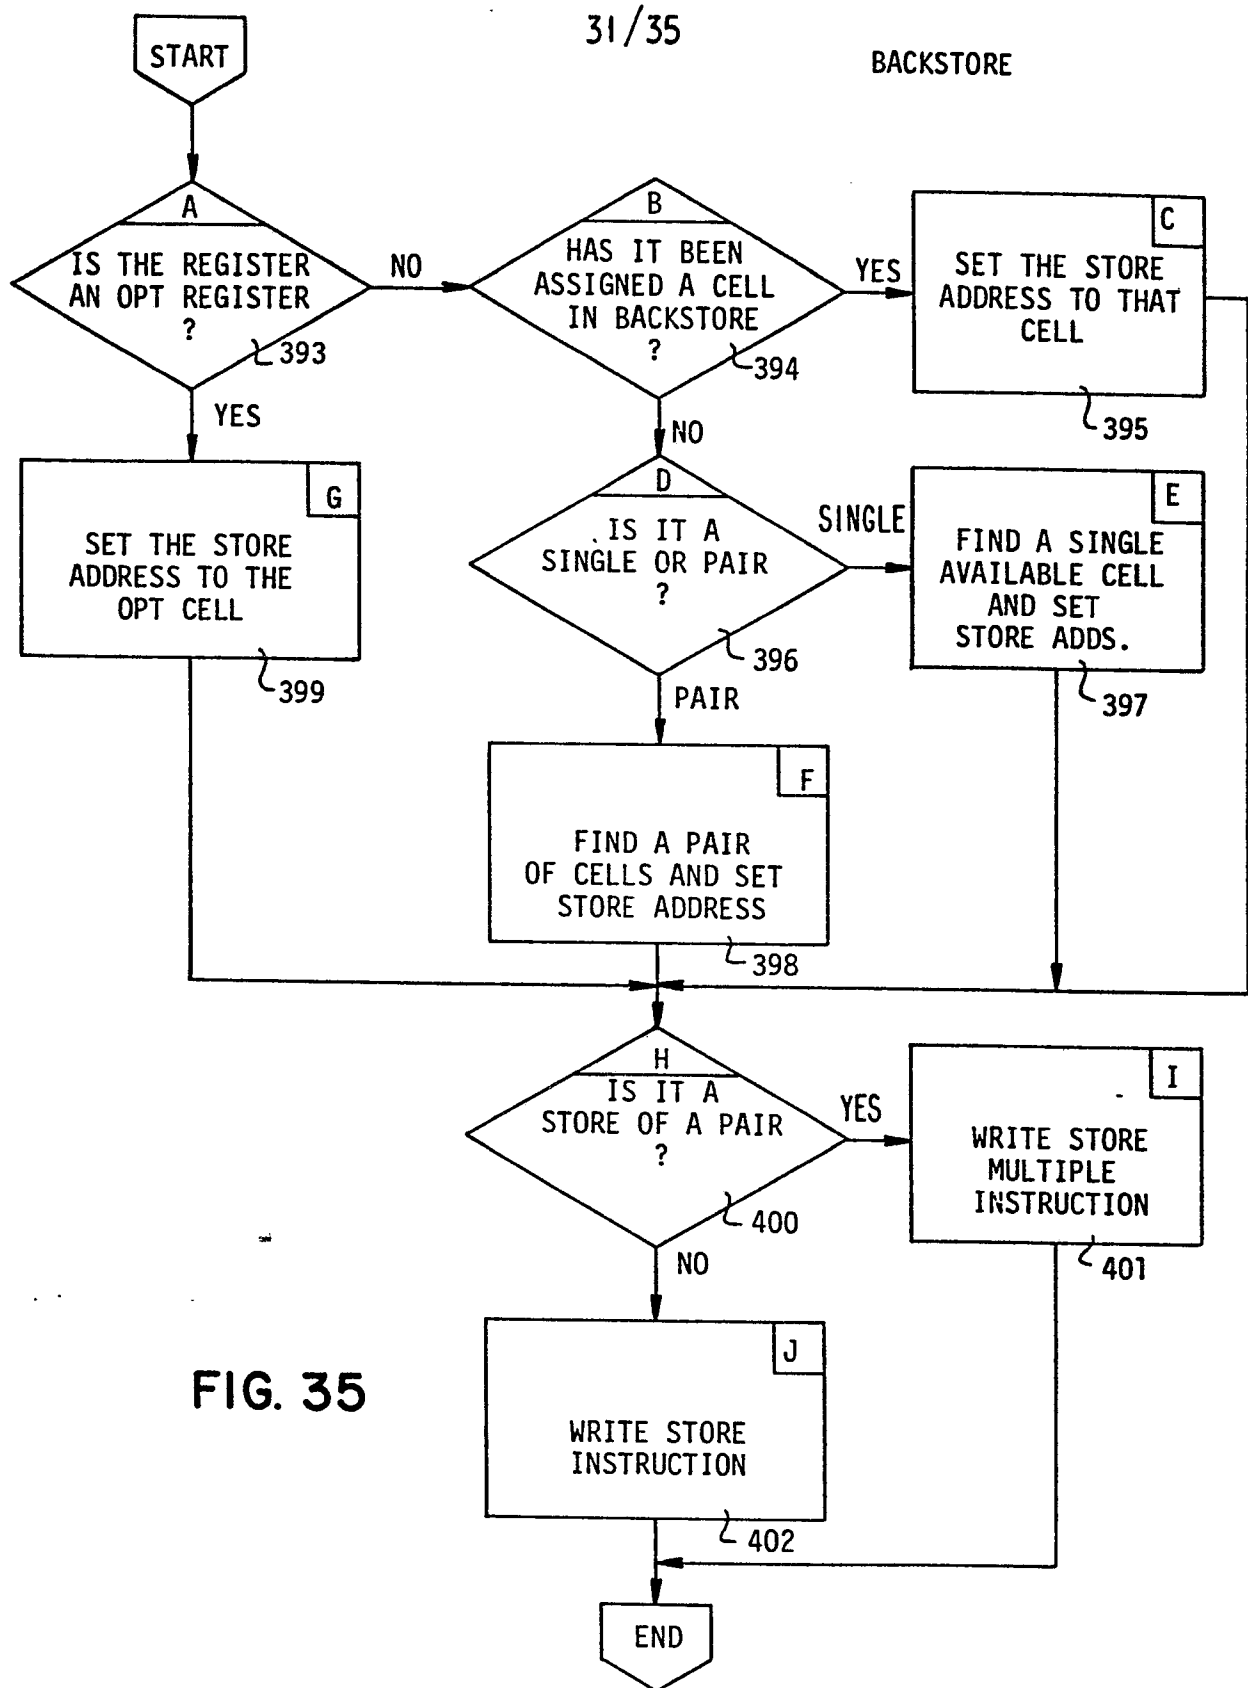 31/35
BACKSTORE
START
A
IS THE REGISTER
AN OPT REGISTER
?
393
NO
YES
B
HAS IT BEEN
ASSIGNED A CELL
IN BACKSTORE
?
394
YES
NO
C
SET THE STORE
ADDRESS TO THAT
CELL
395
G
SET THE STORE
ADDRESS TO THE
OPT CELL
399
D
IS IT A
SINGLE OR PAIR
?
396
SINGLE
PAIR
E
FIND A SINGLE
AVAILABLE CELL
AND SET
STORE ADDS.
397
F
FIND A PAIR
OF CELLS AND SET
STORE ADDRESS
398
H
IS IT A
STORE OF A PAIR
?
400
YES
NO
I
WRITE STORE
MULTIPLE
INSTRUCTION
401
J
WRITE STORE
INSTRUCTION
402
END
FIG. 35